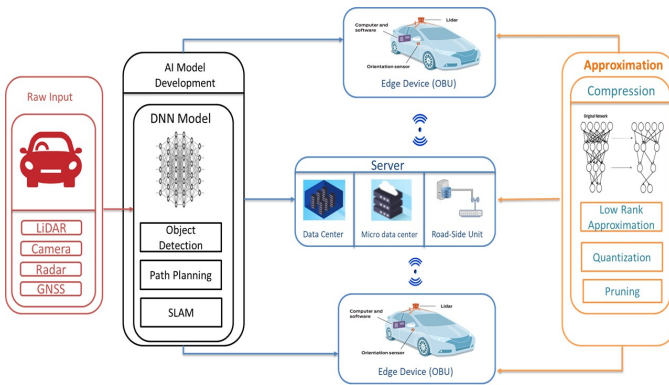 Raw Input
LiDAR
Camera
Radar
GNSS
AI Model
Development
DNN Model
Object
Detection
Path Planning
SLAM
Computer and
software
Lidar
Orientation sensor
Edge Device (OBU)
Server
Data Center
Micro data center
Road-Side Unit
Computer and
software
Lidar
Orientation sensor
Edge Device (OBU)
Approximation
Compression
Original Network
Low Rank
Approximation
Quantization
Pruning